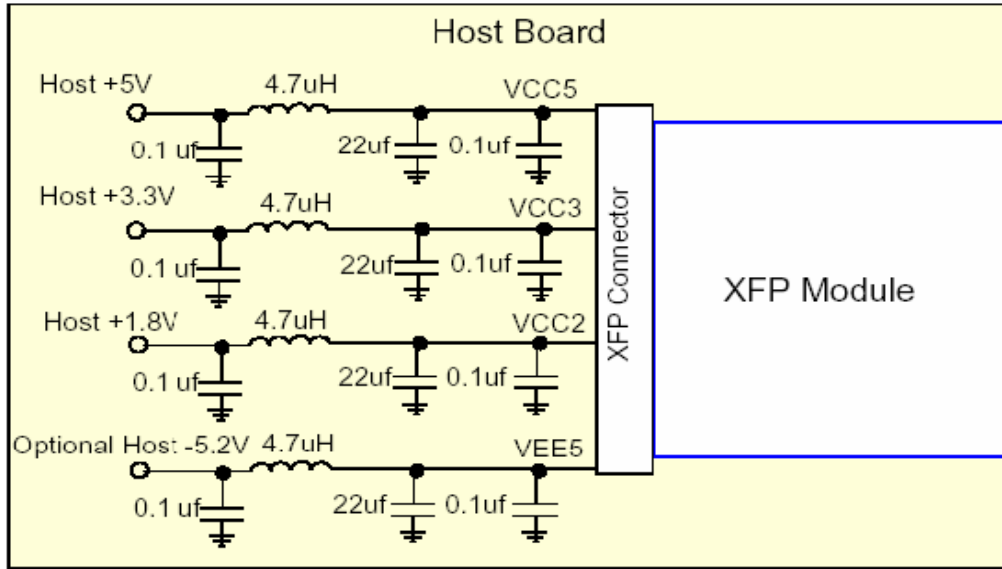 Host Board
Host +5V
4.7uH
VCC5
0.1 uf
22uf
0.1uf
Host +3.3V
4.7uH
VCC3
0.1 uf
22uf
0.1uf
Host +1.8V
4.7uH
VCC2
0.1 uf
22uf
0.1uf
Optional Host -5.2V
4.7uH
VEE5
0.1 uf
22uf
0.1uf
XFP Connector
XFP Module